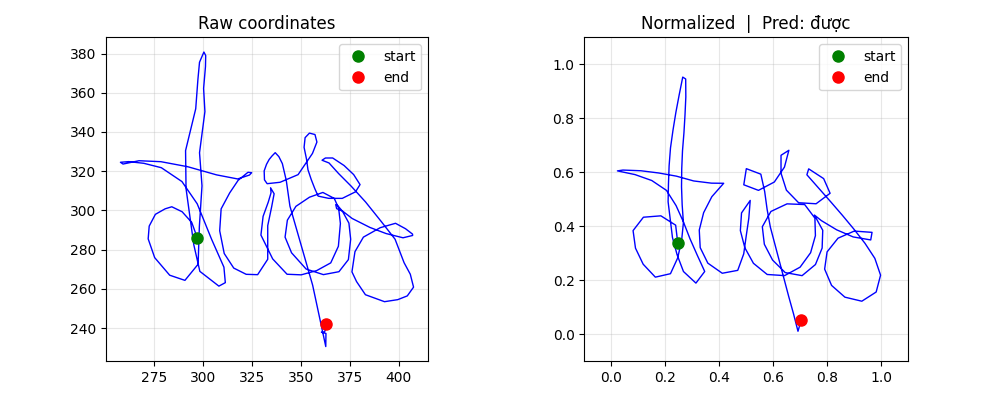 Raw coordinates
Normalized | Pred: được
380
360
340
320
300
280
260
240
275 300 325 350 375 400
start
end
1.0
0.8
0.6
0.4
0.2
0.0
0.0 0.2 0.4 0.6 0.8 1.0
start
end
được
được